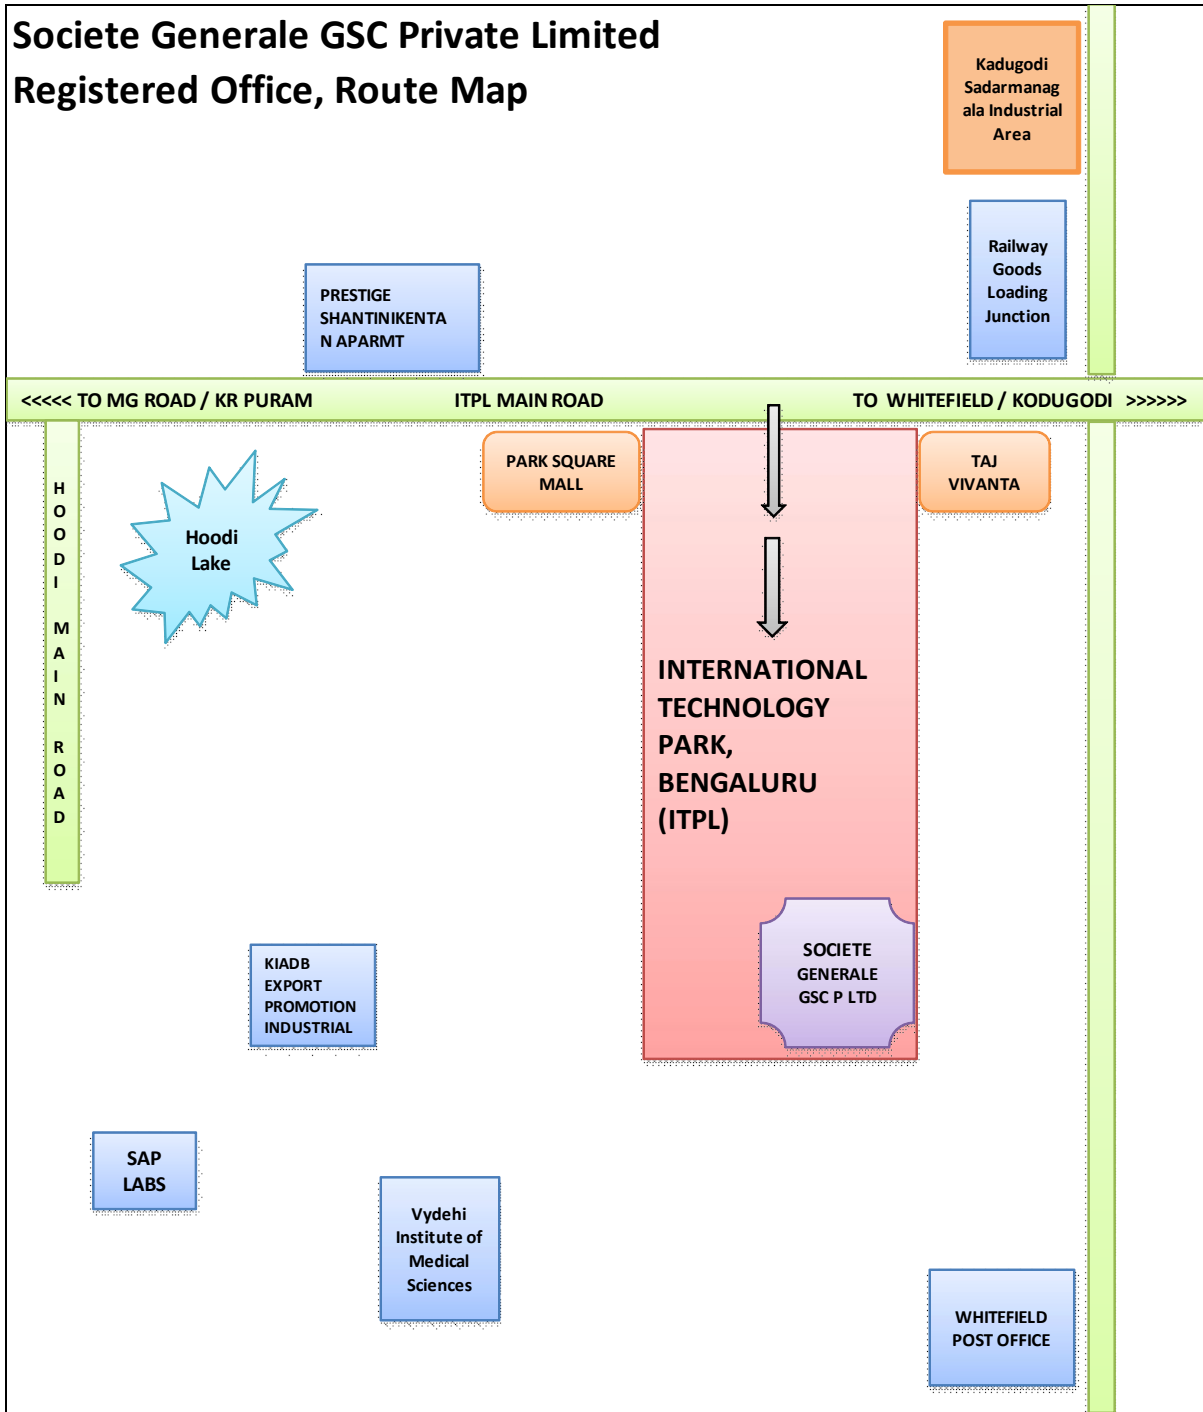 Societe Generale GSC Private Limited
Registered Office, Route Map
Kadugodi
Sadarmanag
ala Industrial
Area
Railway
Goods
Loading
Junction
PRESTIGE
SHANTINIKENTA
N APARMT
<<<<< TO MG ROAD / KR PURAM ITPL MAIN ROAD TO WHITEFIELD / KODUGODI >>>>>>
HOODI MAIN ROAD
Hoodi
Lake
PARK SQUARE
MALL
TAJ
VIVANTA
INTERNATIONAL
TECHNOLOGY
PARK,
BENGALURU
(ITPL)
SOCIETE
GENERALE
GSC P LTD
KIADB
EXPORT
PROMOTION
INDUSTRIAL
SAP
LABS
Vydehi
Institute of
Medical
Sciences
WHITEFIELD
POST OFFICE